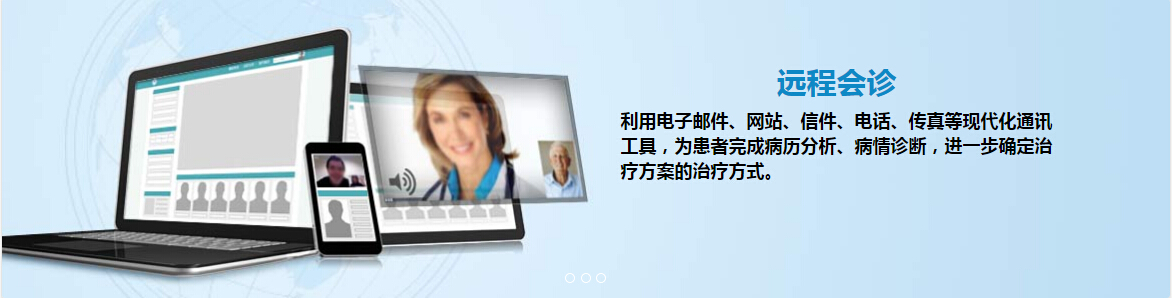 远程会诊
利用电子邮件、网站、信件、电话、传真等现代化通讯
工具，为患者完成病历分析、病情诊断，进一步确定治
疗方案的治疗方式。